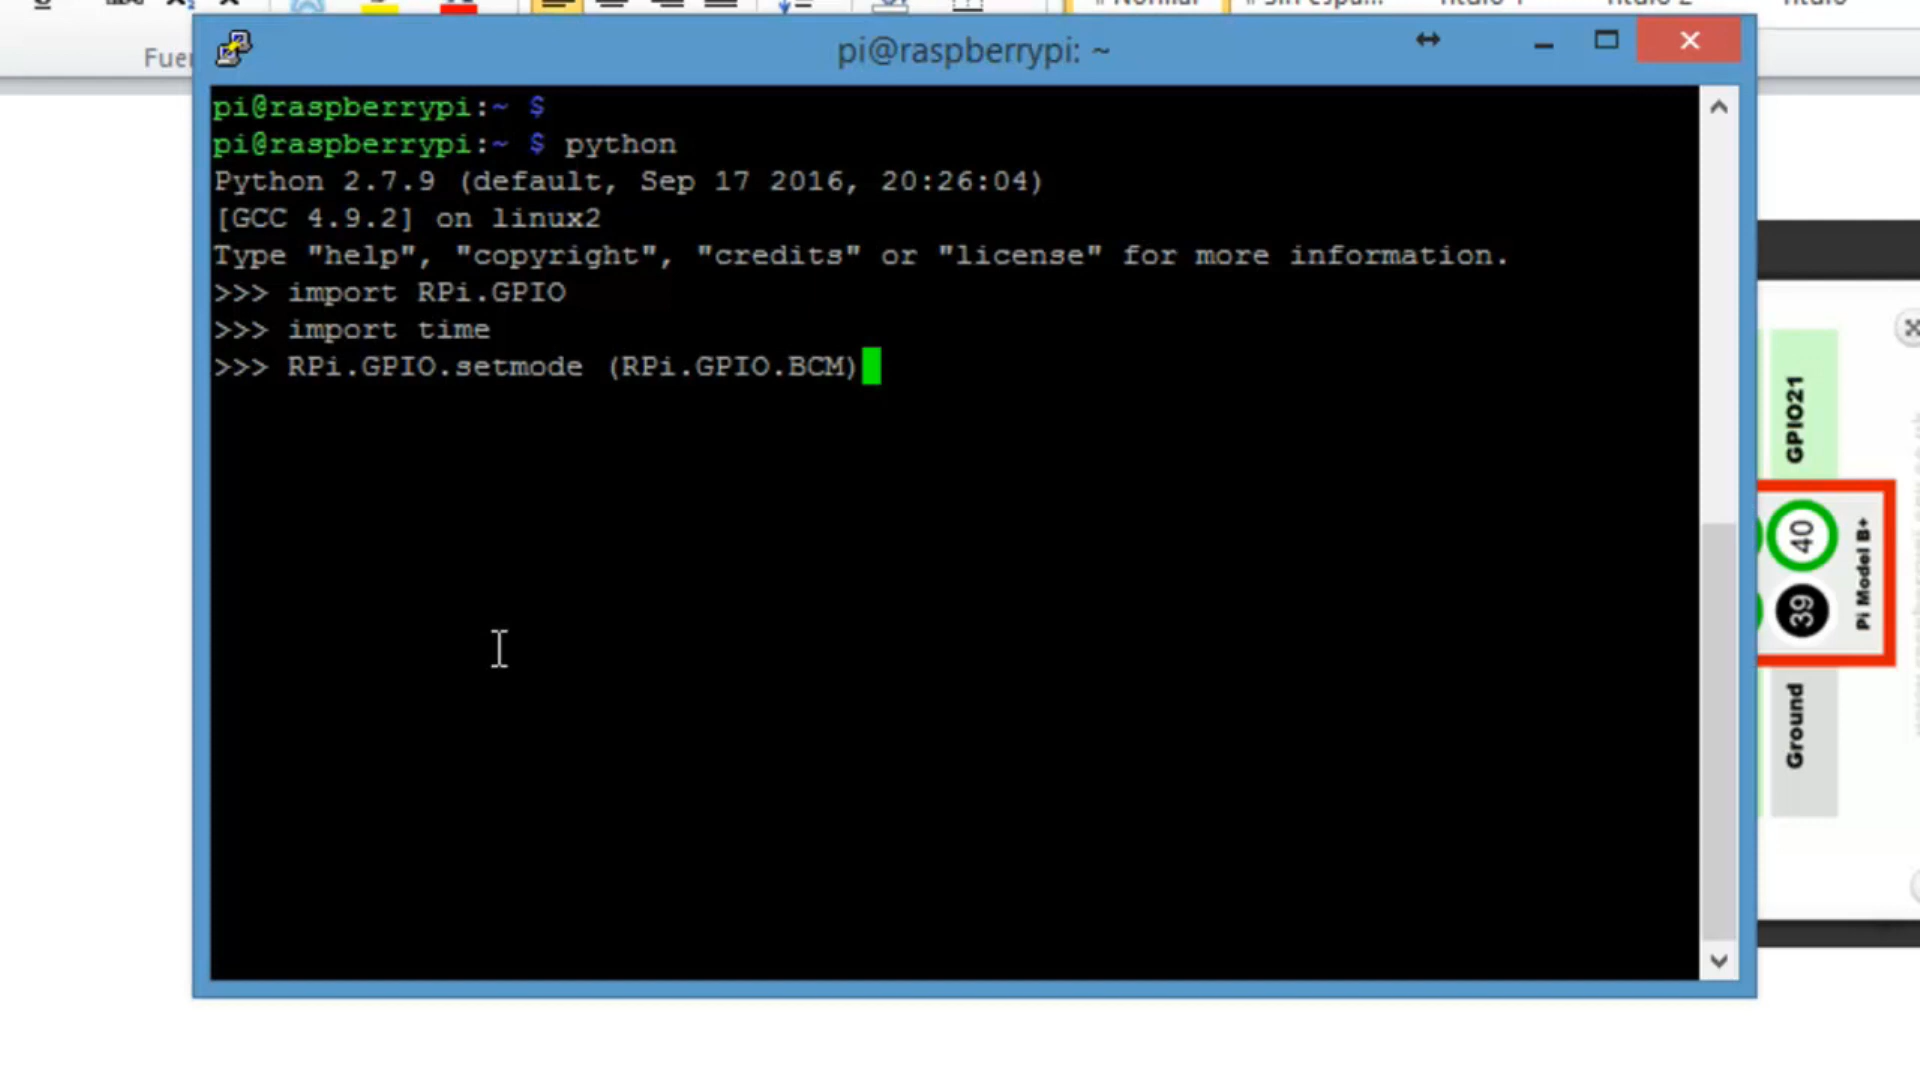 Fue
pi@raspberrypi: ~
pi@raspberrypi:~ $
pi@raspberrypi:~ $ python
Python 2.7.9 (default, Sep 17 2016, 20:26:04)
[GCC 4.9.2] on linux2
Type "help", "copyright", "credits" or "license" for more information.
>>> import RPi.GPIO
>>> import time
>>> RPi.GPIO.setmode (RPi.GPIO.BCM)
GPIO21
40
39
Pi Model B+
Ground